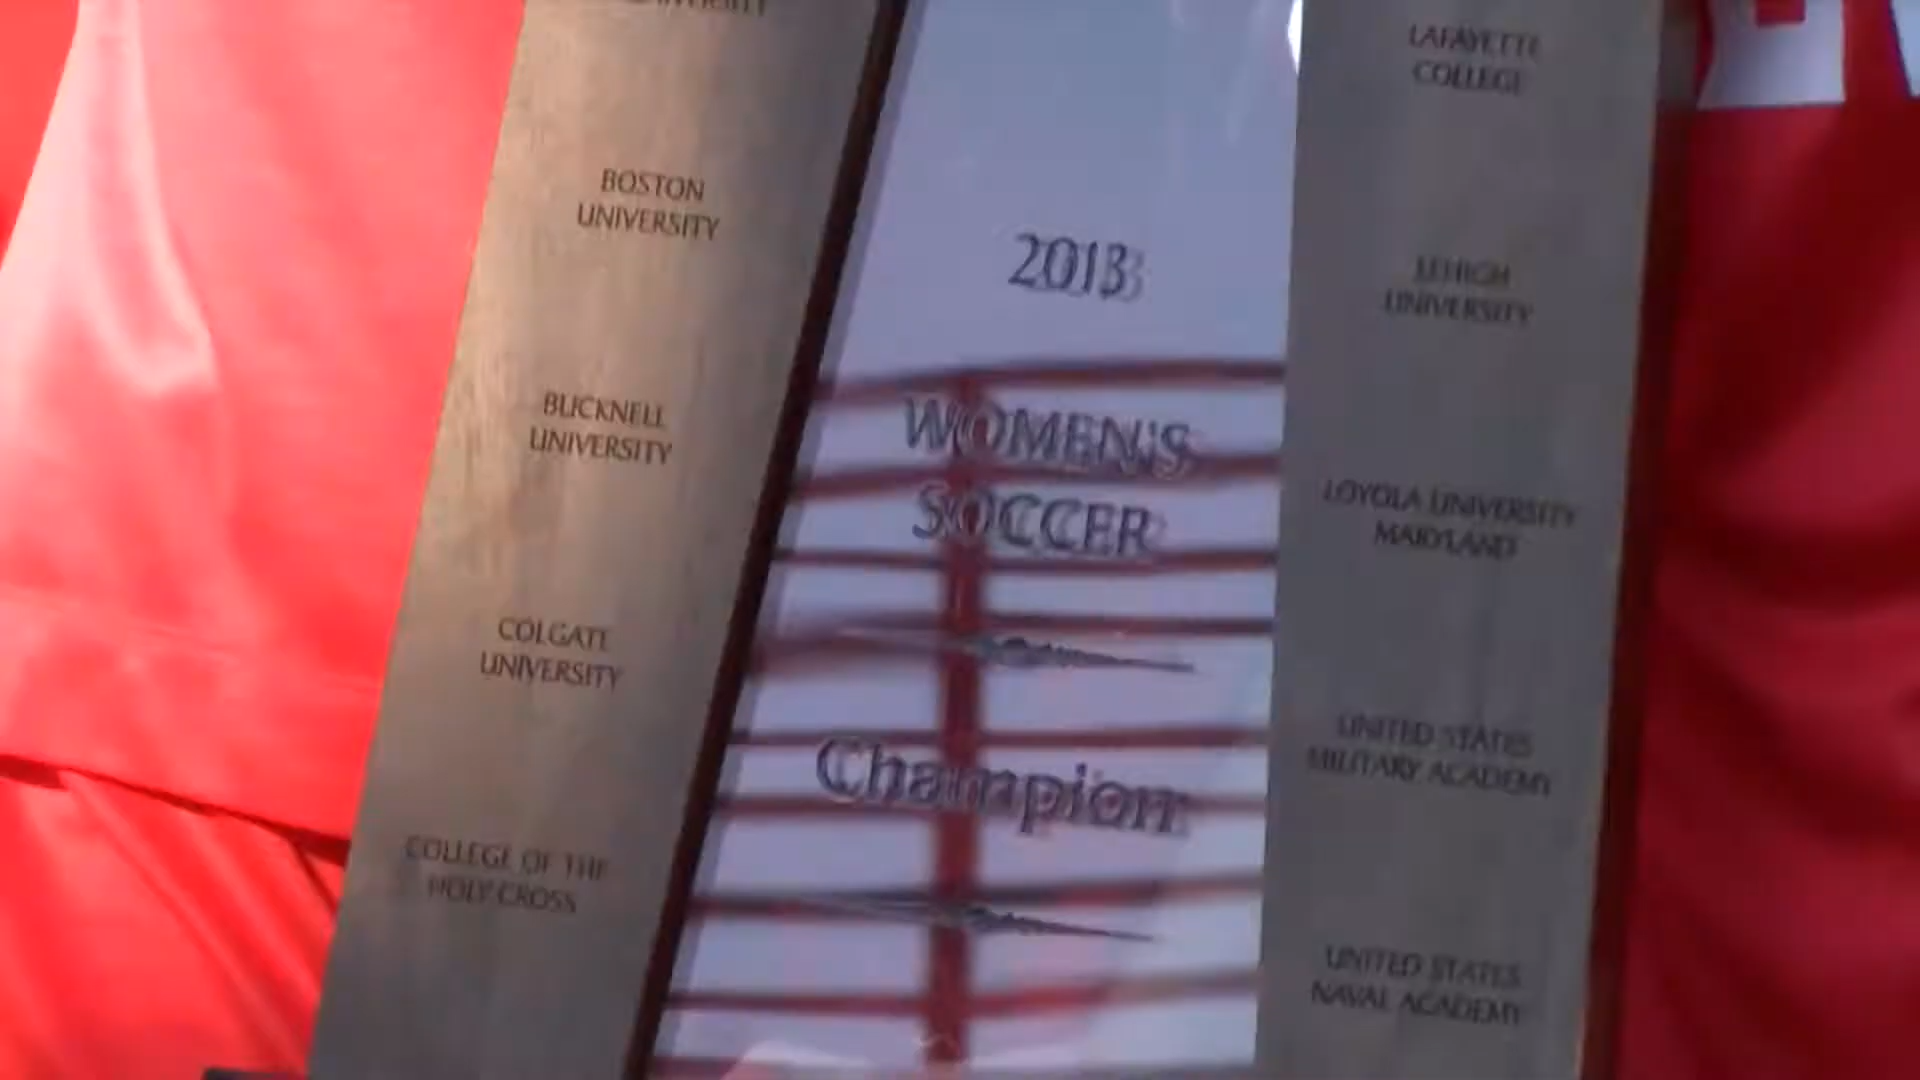 BOSTON
UNIVERSITY
BUCKNELL
UNIVERSITY
COLGATE
UNIVERSITY
COLLEGE OF THE
HOLY CROSS
2013
WOMEN'S
SOCCER
Champion
LAFAYETTE
COLLEGE
LEHIGH
UNIVERSITY
LOYOLA UNIVERSITY
MARYLAND
UNITED STATES
MILITARY ACADEMY
UNITED STATES
NAVAL ACADEMY